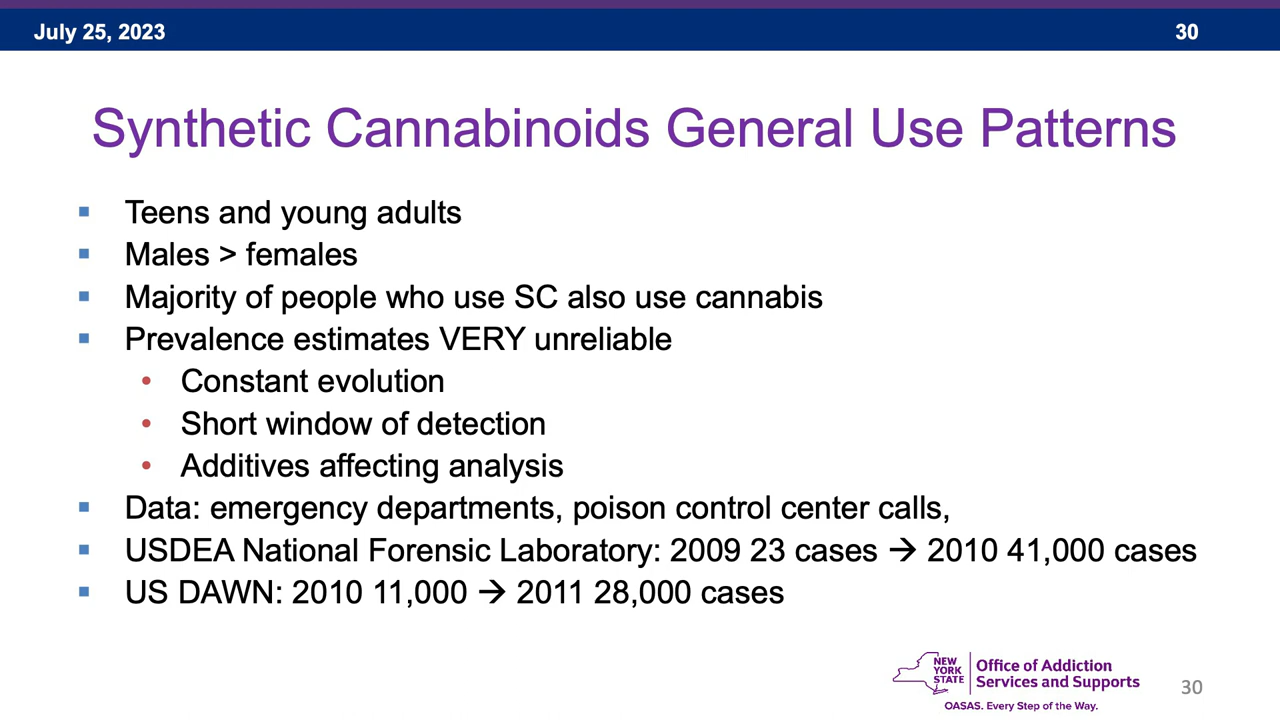 July 25, 2023
30
Synthetic Cannabinoids General Use Patterns
▪ Teens and young adults
▪ Males > females
▪ Majority of people who use SC also use cannabis
▪ Prevalence estimates VERY unreliable
• Constant evolution
• Short window of detection
• Additives affecting analysis
▪ Data: emergency departments, poison control center calls,
▪ USDEA National Forensic Laboratory: 2009 23 cases → 2010 41,000 cases
▪ US DAWN: 2010 11,000 → 2011 28,000 cases
NEW
YORK
STATE
Office of Addiction
Services and Supports
OASAS. Every Step of the Way.
30